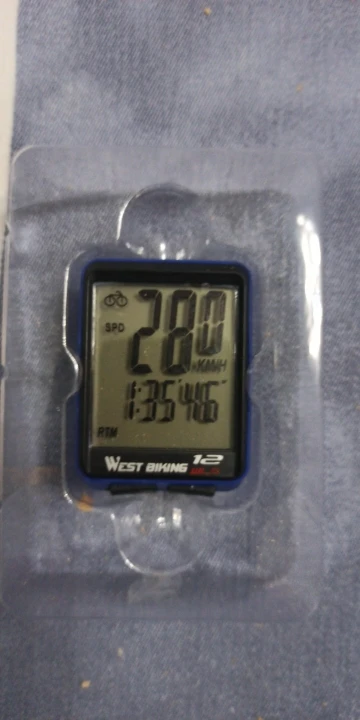 SPD
28.0
KM/H
1:35'46"
RTM
WEST BIKING 12